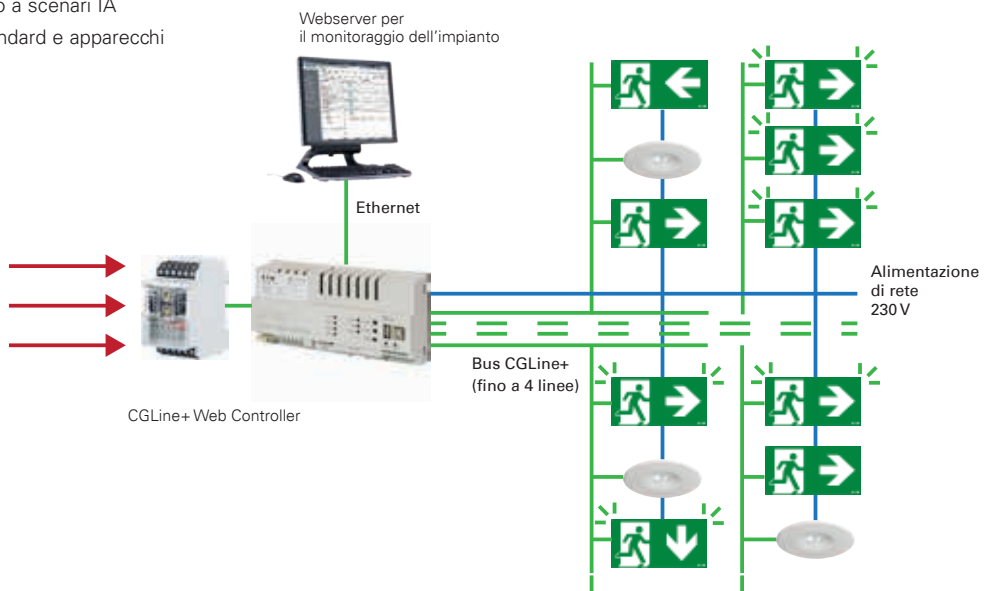 o a scenari IA
ndard e apparecchi
Webserver per
il monitoraggio dell'impianto
Ethernet
Alimentazione
di rete
230 V
Bus CGLine+
(fino a 4 linee)
CGLine+ Web Controller